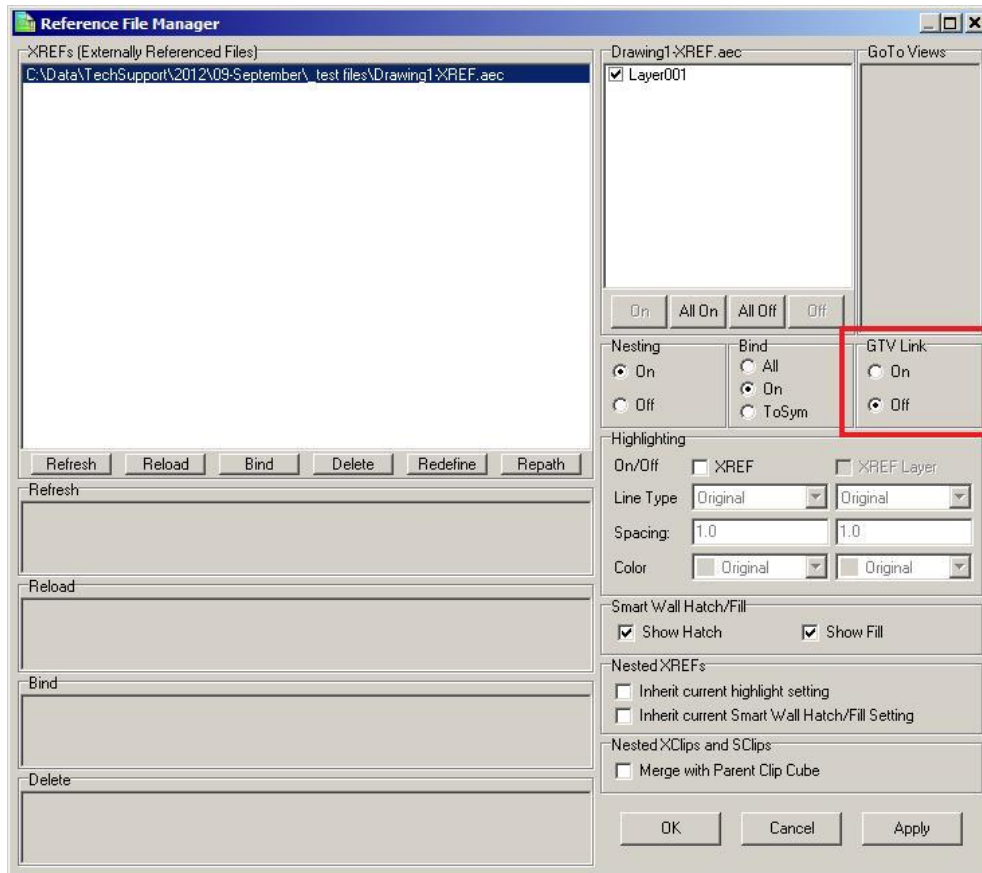 Reference File Manager
XREFs (Externally Referenced Files)
C:\Data\TechSupport\2012\09-September\_test files\Drawing1-XREF.aec
Refresh
Reload
Bind
Delete
Redefine
Repath
Refresh
Reload
Bind
Delete
Drawing1-XREF.aec
Layer001
On
All On
All Off
Off
GoTo Views
Nesting
On
Off
Bind
All
On
ToSym
GTV Link
On
Off
Highlighting
On/Off
XREF
XREF Layer
Line Type
Original
Original
Spacing:
1.0
1.0
Color
Original
Original
Smart Wall Hatch/Fill
Show Hatch
Show Fill
Nested XREFs
Inherit current highlight setting
Inherit current Smart Wall Hatch/Fill Setting
Nested XClips and SClips
Merge with Parent Clip Cube
OK
Cancel
Apply